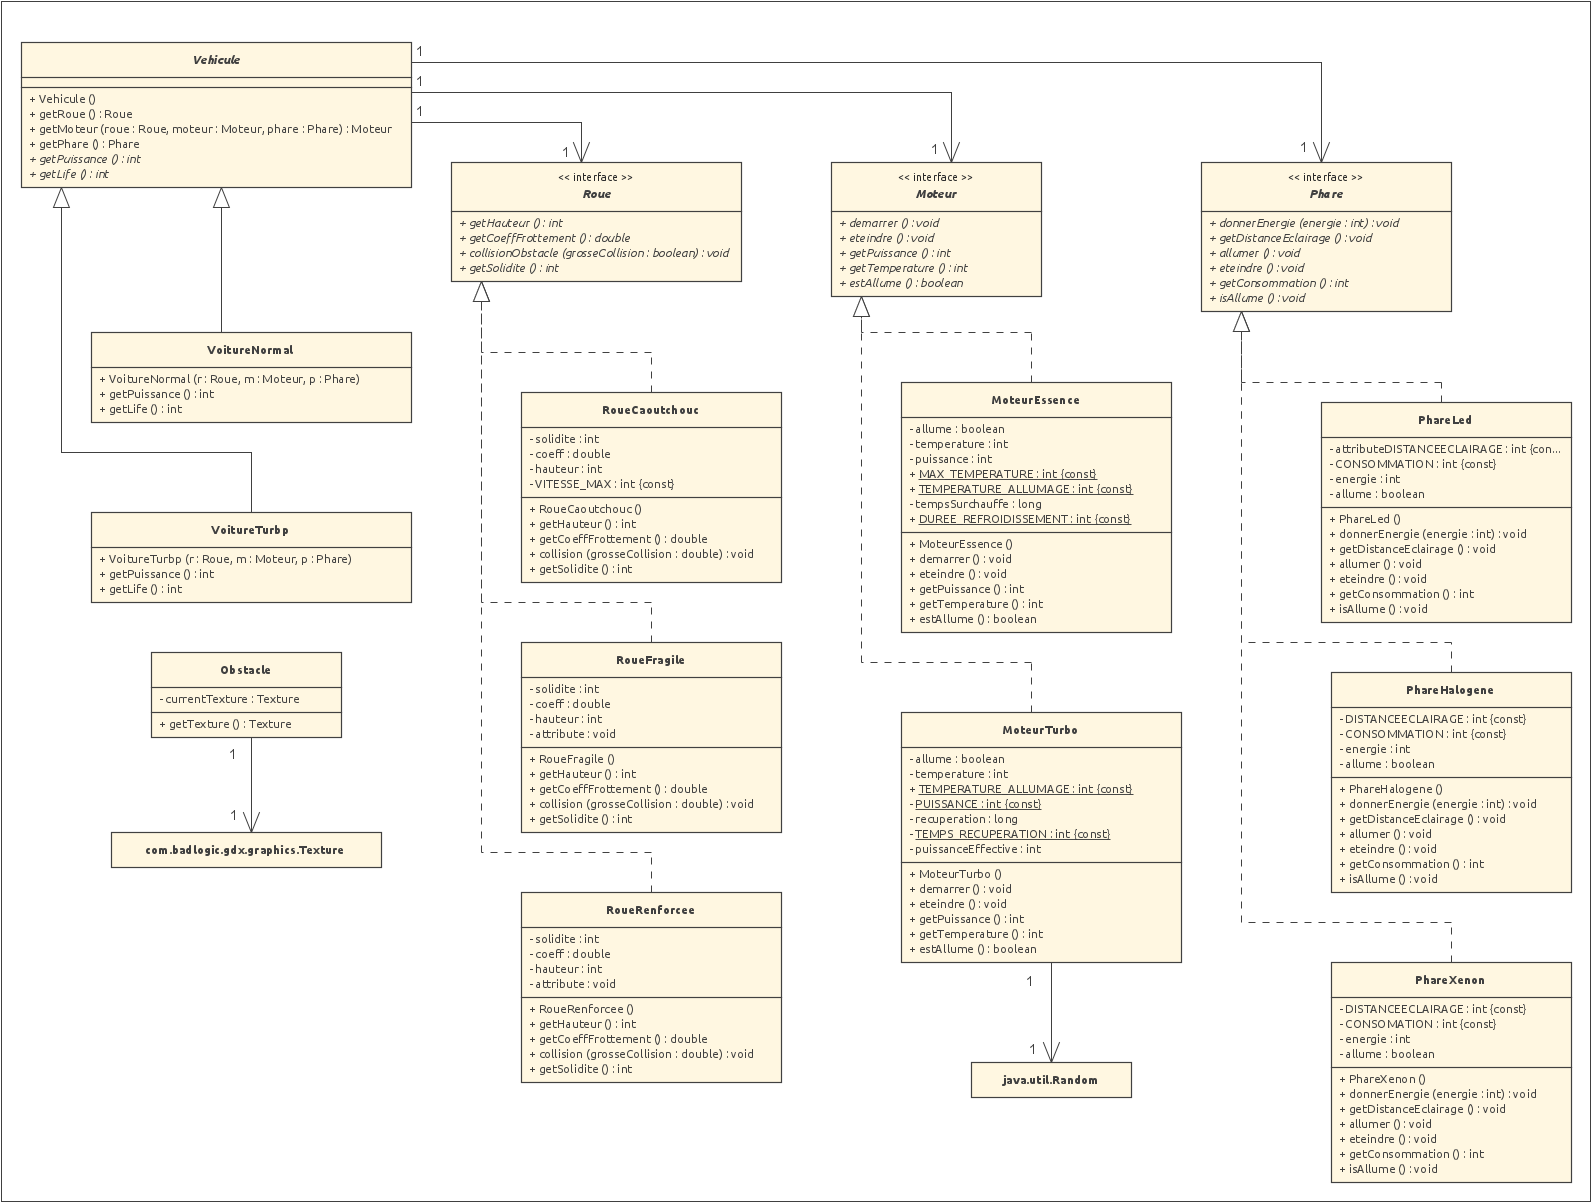 Vehicule
+ Vehicule ()
+ getRoue () : Roue
+ getMoteur (roue : Roue, moteur : Moteur, phare : Phare) : Moteur
+ getPhare () : Phare
+ getPuissance () : int
+ getLife () : int
1
1
1
1
1
1
<< interface >>
Roue
+ getHauteur () : int
+ getCoeffFrottement () : double
+ collisionObstacle (grosseCollision : boolean) : void
+ getSolidite () : int
<< interface >>
Moteur
+ demarrer () : void
+ eteindre () : void
+ getPuissance () : int
+ getTemperature () : int
+ estAllume () : boolean
<< interface >>
Phare
+ donnerEnergie (energie : int) : void
+ getDistanceEclairage () : void
+ allumer () : void
+ eteindre () : void
+ getConsommation () : int
+ isAllume () : void
VoitureNormal
+ VoitureNormal (r : Roue, m : Moteur, p : Phare)
+ getPuissance () : int
+ getLife () : int
VoitureTurbp
+ VoitureTurbp (r : Roue, m : Moteur, p : Phare)
+ getPuissance () : int
+ getLife () : int
Obstacle
- currentTexture : Texture
+ getTexture () : Texture
1
1
com.badlogic.gdx.graphics.Texture
RoueCaoutchouc
- solidite : int
- coeff : double
- hauteur : int
- VITESSE_MAX : int {const}
+ RoueCaoutchouc ()
+ getHauteur () : int
+ getCoeffFrottement () : double
+ collision (grosseCollision : double) : void
+ getSolidite () : int
RoueFragile
- solidite : int
- coeff : double
- hauteur : int
- attribute : void
+ RoueFragile ()
+ getHauteur () : int
+ getCoeffFrottement () : double
+ collision (grosseCollision : double) : void
+ getSolidite () : int
RoueRenforcee
- solidite : int
- coeff : double
- hauteur : int
- attribute : void
+ RoueRenforcee ()
+ getHauteur () : int
+ getCoeffFrottement () : double
+ collision (grosseCollision : double) : void
+ getSolidite () : int
MoteurEssence
- allume : boolean
- temperature : int
- puissance : int
+ MAX_TEMPERATURE : int {const}
+ TEMPERATURE_ALLUMAGE : int {const}
- tempsSurchauffe : long
+ DUREE_REFROIDISSEMENT : int {const}
+ MoteurEssence ()
+ demarrer () : void
+ eteindre () : void
+ getPuissance () : int
+ getTemperature () : int
+ estAllume () : boolean
MoteurTurbo
- allume : boolean
- temperature : int
+ TEMPERATURE_ALLUMAGE : int {const}
- PUISSANCE : int {const}
- recuperation : long
- TEMPS_RECUPERATION : int {const}
- puissanceEffective : int
+ MoteurTurbo ()
+ demarrer () : void
+ eteindre () : void
+ getPuissance () : int
+ getTemperature () : int
+ estAllume () : boolean
1
1
java.util.Random
PhareLed
- attributeDISTANCEECLAIRAGE : int {con...
- CONSOMMATION : int {const}
- energie : int
- allume : boolean
+ PhareLed ()
+ donnerEnergie (energie : int) : void
+ getDistanceEclairage () : void
+ allumer () : void
+ eteindre () : void
+ getConsommation () : int
+ isAllume () : void
PhareHalogene
- DISTANCEECLAIRAGE : int {const}
- CONSOMMATION : int {const}
- energie : int
- allume : boolean
+ PhareHalogene ()
+ donnerEnergie (energie : int) : void
+ getDistanceEclairage () : void
+ allumer () : void
+ eteindre () : void
+ getConsommation () : int
+ isAllume () : void
PhareXenon
- DISTANCEECLAIRAGE : int {const}
- CONSOMATION : int {const}
- energie : int
- allume : boolean
+ PhareXenon ()
+ donnerEnergie (energie : int) : void
+ getDistanceEclairage () : void
+ allumer () : void
+ eteindre () : void
+ getConsommation () : int
+ isAllume () : void